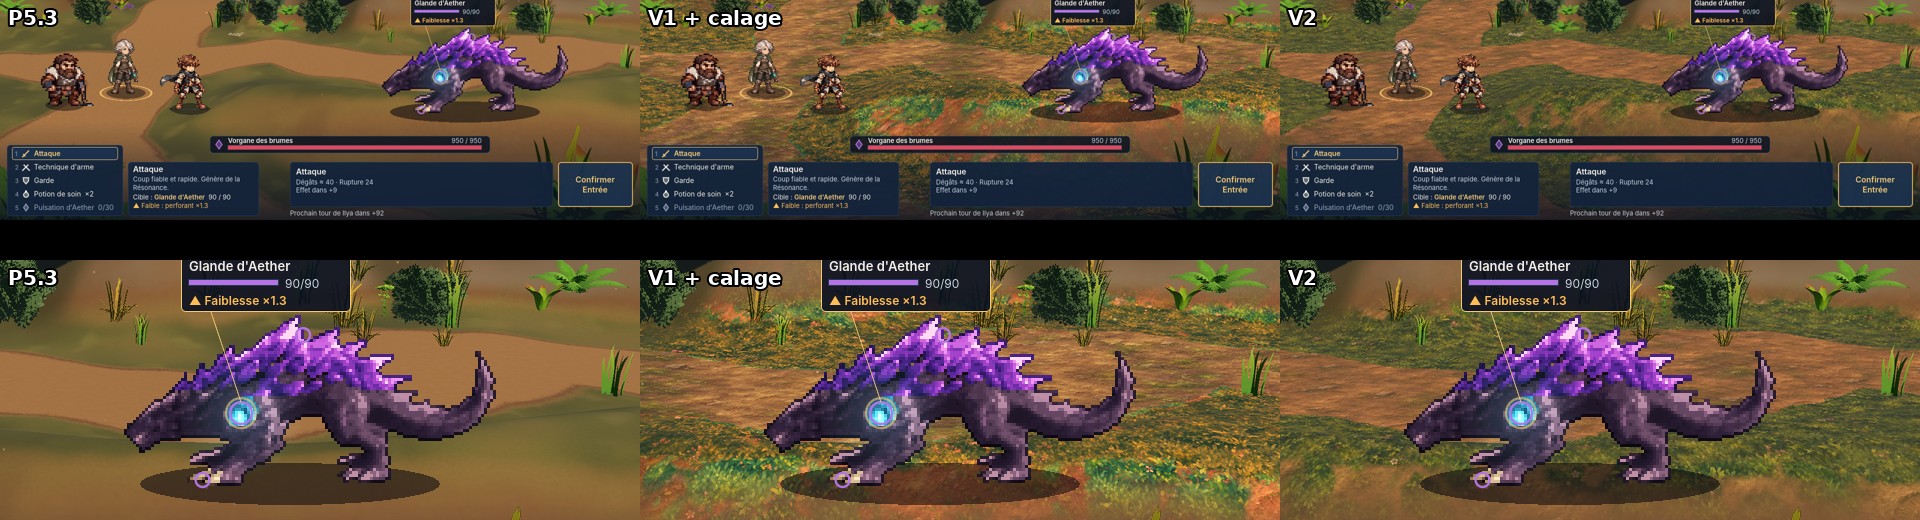 P5.3
Glande d'Aether
90/90
▲ Faiblesse ×1.3
Vorgane des brumes 950 / 950
1 Attaque
2 Technique d'arme
3 Garde
4 Potion de soin ×2
5 Pulsation d'Aether 0/30
Attaque
Coup fiable et rapide. Génère de la
Résonance.
Cible : Glande d'Aether 90 / 90
▲ Faible : perforant ×1.3
Attaque
Dégâts ≈ 40 · Rupture 24
Effet dans +9
Prochain tour de Ilya dans +92
Confirmer
Entrée
V1 + calage
Glande d'Aether
90/90
▲ Faiblesse ×1.3
Vorgane des brumes 950 / 950
1 Attaque
2 Technique d'arme
3 Garde
4 Potion de soin ×2
5 Pulsation d'Aether 0/30
Attaque
Coup fiable et rapide. Génère de la
Résonance.
Cible : Glande d'Aether 90 / 90
▲ Faible : perforant ×1.3
Attaque
Dégâts ≈ 40 · Rupture 24
Effet dans +9
Prochain tour de Ilya dans +92
Confirmer
Entrée
V2
Glande d'Aether
90/90
▲ Faiblesse ×1.3
Vorgane des brumes 950 / 950
1 Attaque
2 Technique d'arme
3 Garde
4 Potion de soin ×2
5 Pulsation d'Aether 0/30
Attaque
Coup fiable et rapide. Génère de la
Résonance.
Cible : Glande d'Aether 90 / 90
▲ Faible : perforant ×1.3
Attaque
Dégâts ≈ 40 · Rupture 24
Effet dans +9
Prochain tour de Ilya dans +92
Confirmer
Entrée
P5.3
Glande d'Aether
90/90
▲ Faiblesse ×1.3
V1 + calage
Glande d'Aether
90/90
▲ Faiblesse ×1.3
V2
Glande d'Aether
90/90
▲ Faiblesse ×1.3